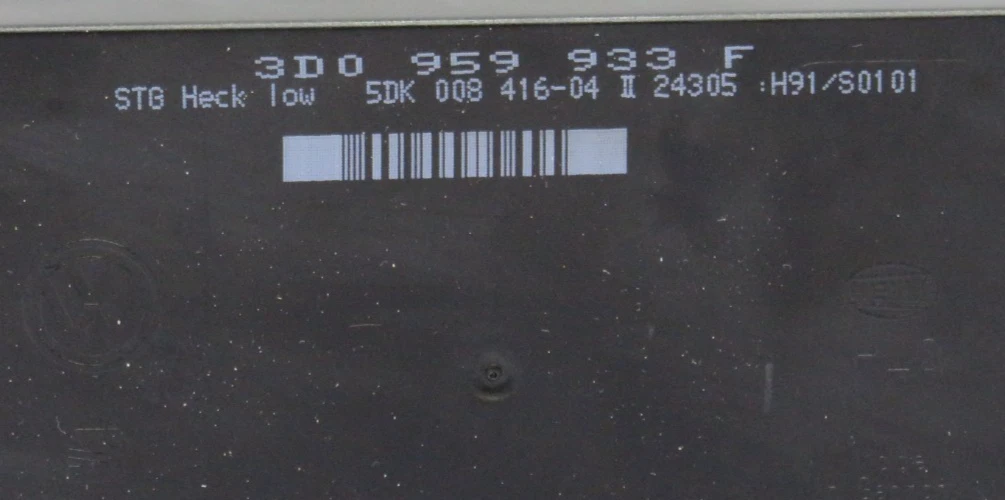 3D0 959 933 F
STG Heck low 5DK 008 416-04 II 24305 :H91/S0101